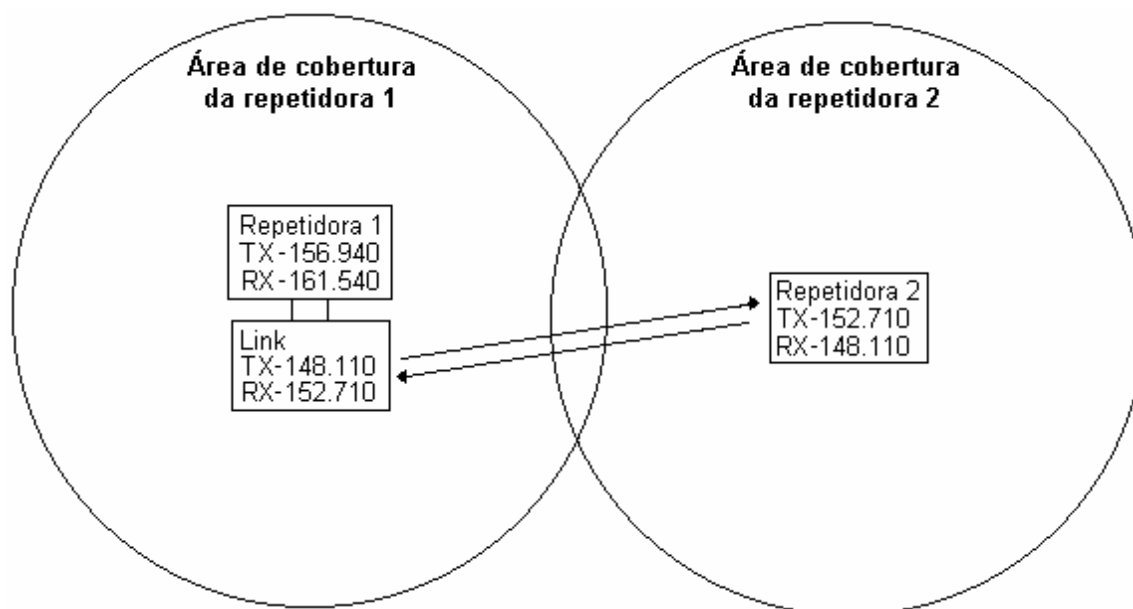 Área de cobertura
da repetidora 1
Área de cobertura
da repetidora 2
Repetidora 1
TX-156.940
RX-161.540
Link
TX-148.110
RX-152.710
Repetidora 2
TX-152.710
RX-148.110